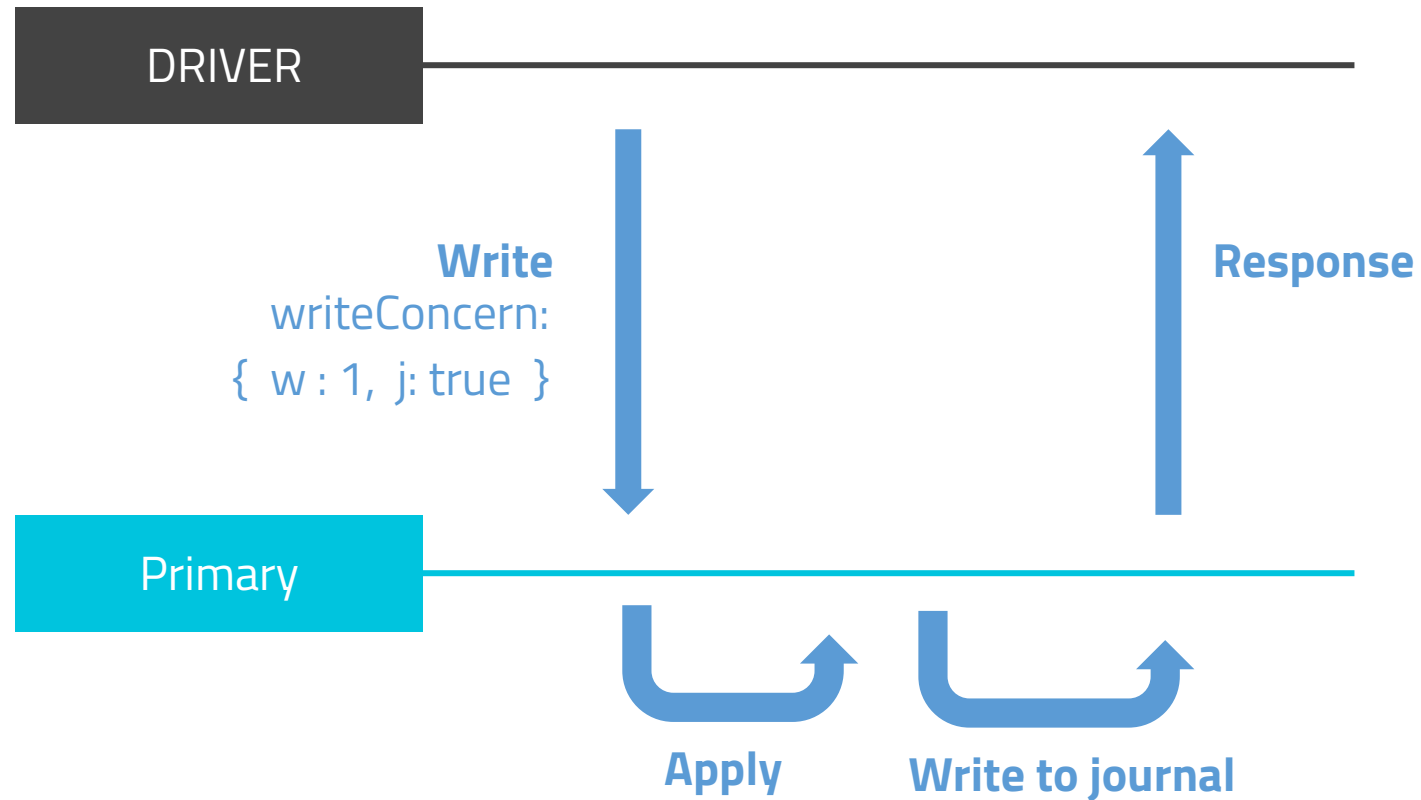 DRIVER
Write
writeConcern:
{ w : 1, j: true }
Response
Primary
Apply
Write to journal